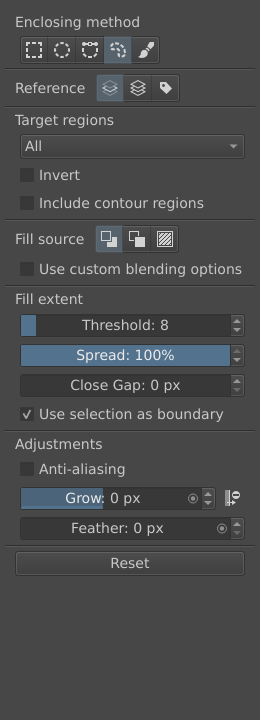 Enclosing method
Reference
Target regions
All
Invert
Include contour regions
Fill source
Use custom blending options
Fill extent
Threshold: 8
Spread: 100%
Close Gap: 0 px
Use selection as boundary
Adjustments
Anti-aliasing
Grow: 0 px
Feather: 0 px
Reset